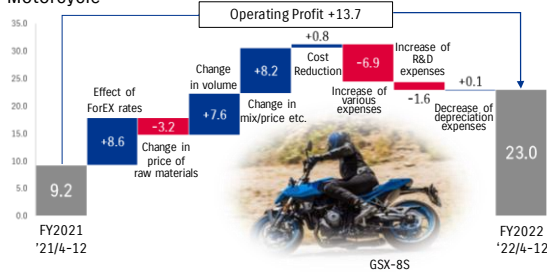 Motorcycle
Operating Profit +13.7
35.0
30.0
25.0
20.0
15.0
10.0
5.0
0.0
9.2
Effect of
ForEX rates
+8.6
-3.2
Change in
price of
raw materials
Change
in volume
+7.6
+8.2
Change in
mix/price etc.
+0.8
Cost
Reduction
-6.9
Increase of
various
expenses
Increase of
R&D
expenses
-1.6
+0.1
Decrease of
depreciation
expenses
23.0
FY2021
'21/4-12
FY2022
‘22/4-12
GSX-8S